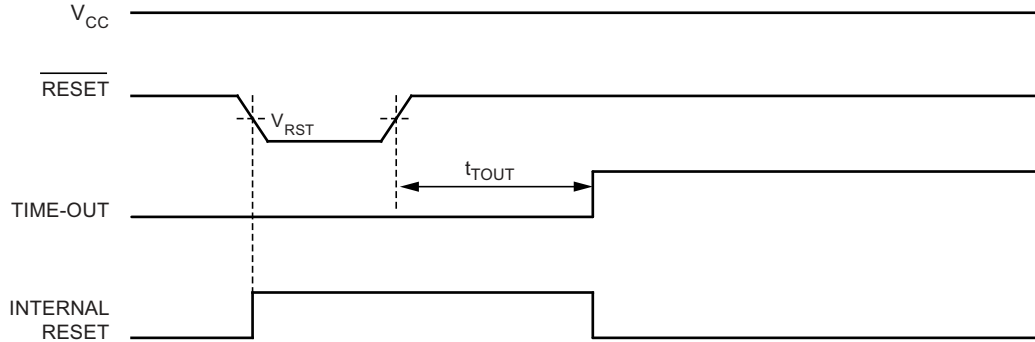 VCC
RESET
VRST
tTOUT
TIME-OUT
INTERNAL
RESET